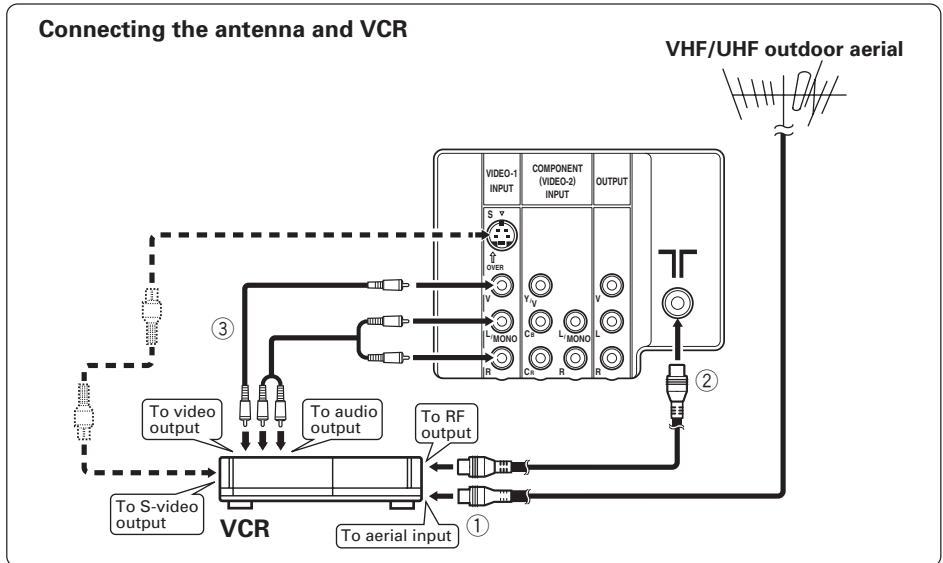 Connecting the antenna and VCR
VHF/UHF outdoor aerial
VIDEO-1
INPUT
COMPONENT
(VIDEO-2)
INPUT
OUTPUT
S
OVER
V
Y/V
V
L/MONO
CB
L/MONO
L
R
CR
R
R
③
②
To video
output
To audio
output
To RF
output
To S-video
output
VCR
To aerial input
①